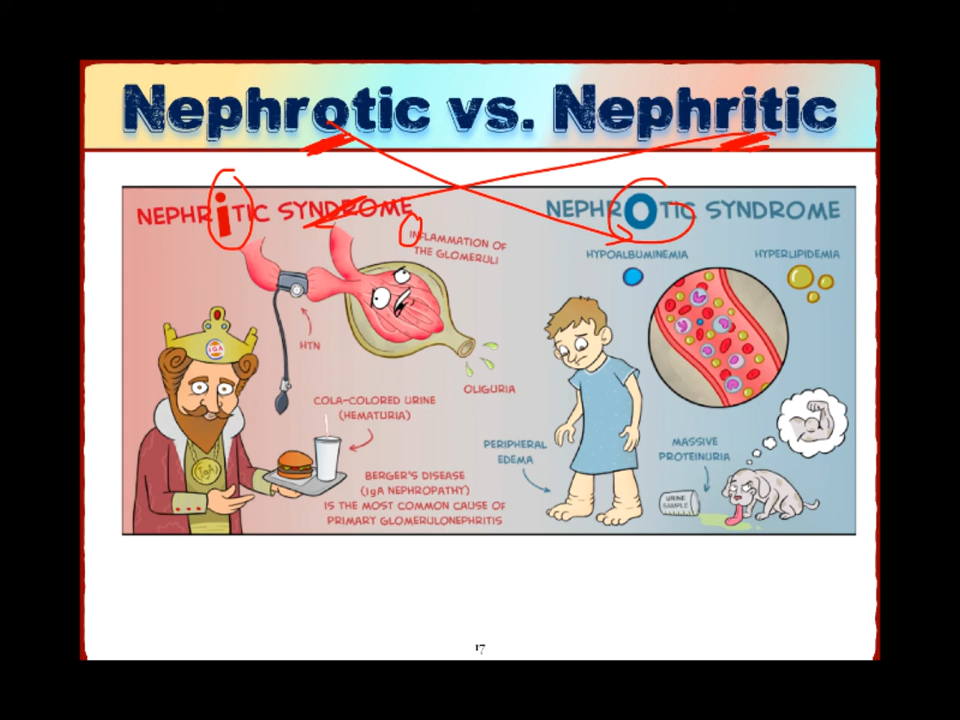 Nephrotic vs. Nephritic
NEPHRiTIC SYNDROME
NEPHROTIC SYNDROME
INFLAMMATION OF
THE GLOMERULI
HTN
OLIGURIA
COLA-COLORED URINE
(HEMATURIA)
IGA
IgA
BERGER'S DISEASE
(IgA NEPHROPATHY)
IS THE MOST COMMON CAUSE OF
PRIMARY GLOMERULONEPHRITIS
HYPOALBUMINEMIA
HYPERLIPIDEMIA
PERIPHERAL
EDEMA
MASSIVE
PROTEINURIA
URINE
SAMPLE
17